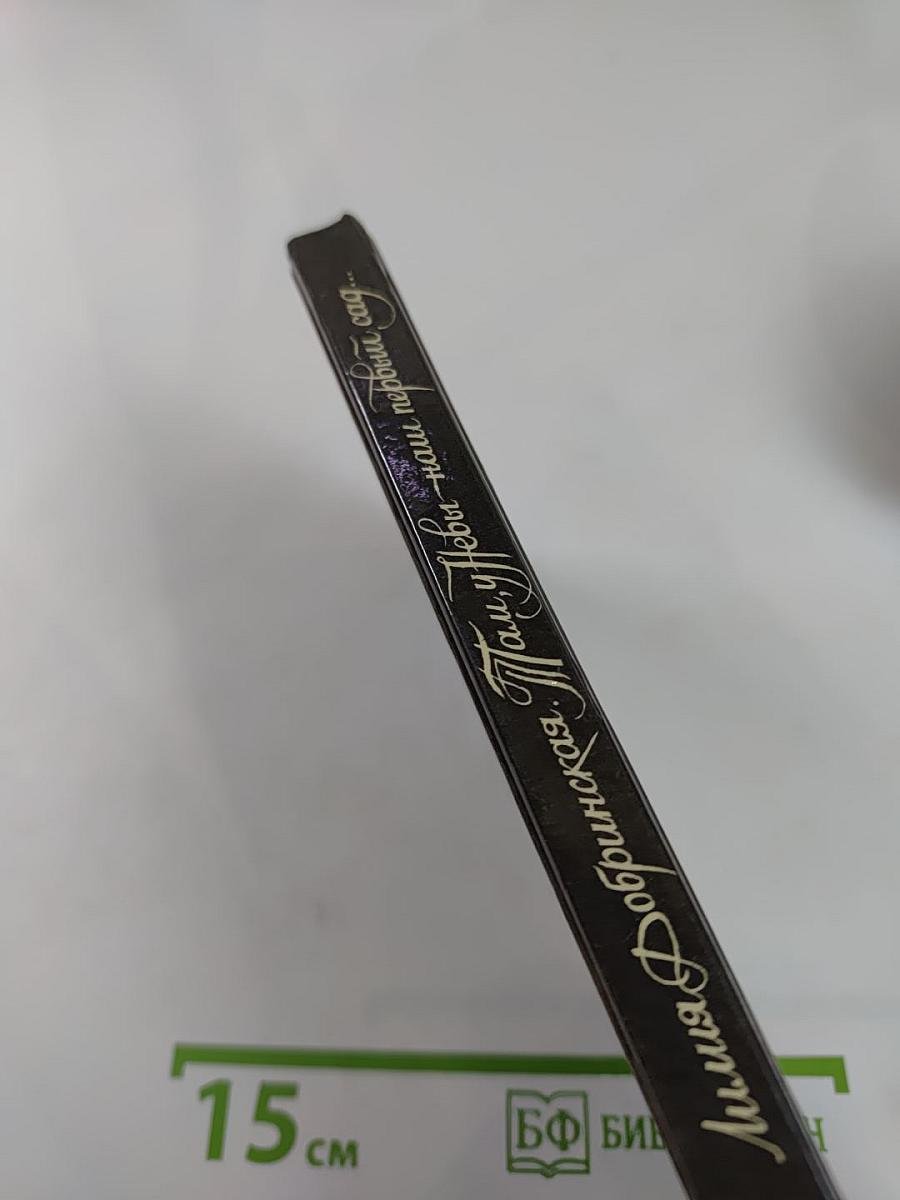 Лилия Добринская. Там, у Невы — наш первый сад...
15 см
БФ